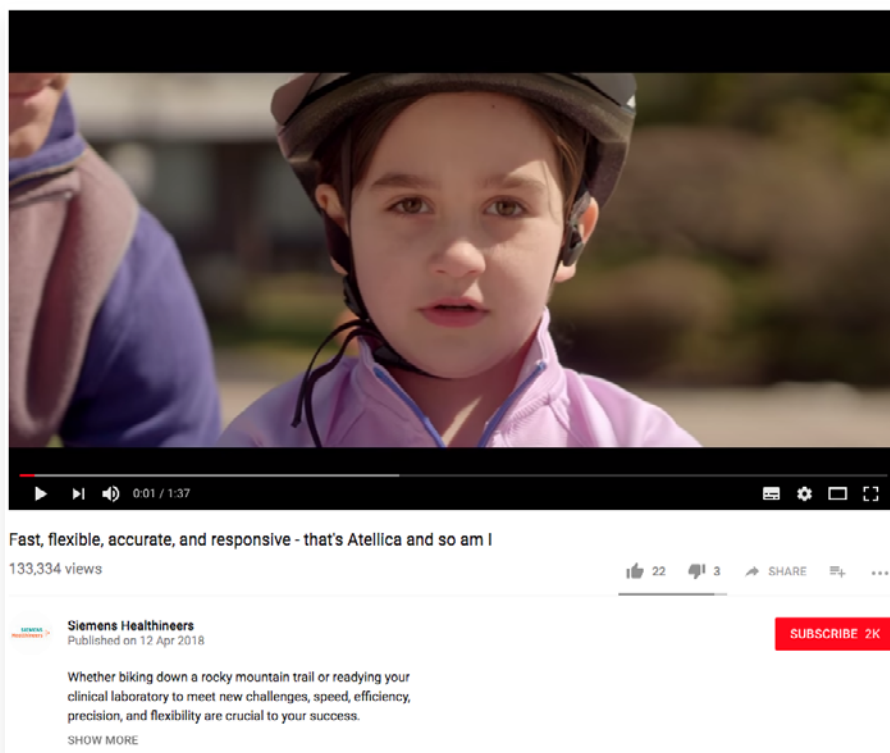 0:01 / 1:37
Fast, flexible, accurate, and responsive - that's Atellica and so am I
133,334 views
22 3 SHARE
SIEMENS
Healthineers
Siemens Healthineers
Published on 12 Apr 2018
SUBSCRIBE 2K
Whether biking down a rocky mountain trail or readying your
clinical laboratory to meet new challenges, speed, efficiency,
precision, and flexibility are crucial to your success.
SHOW MORE